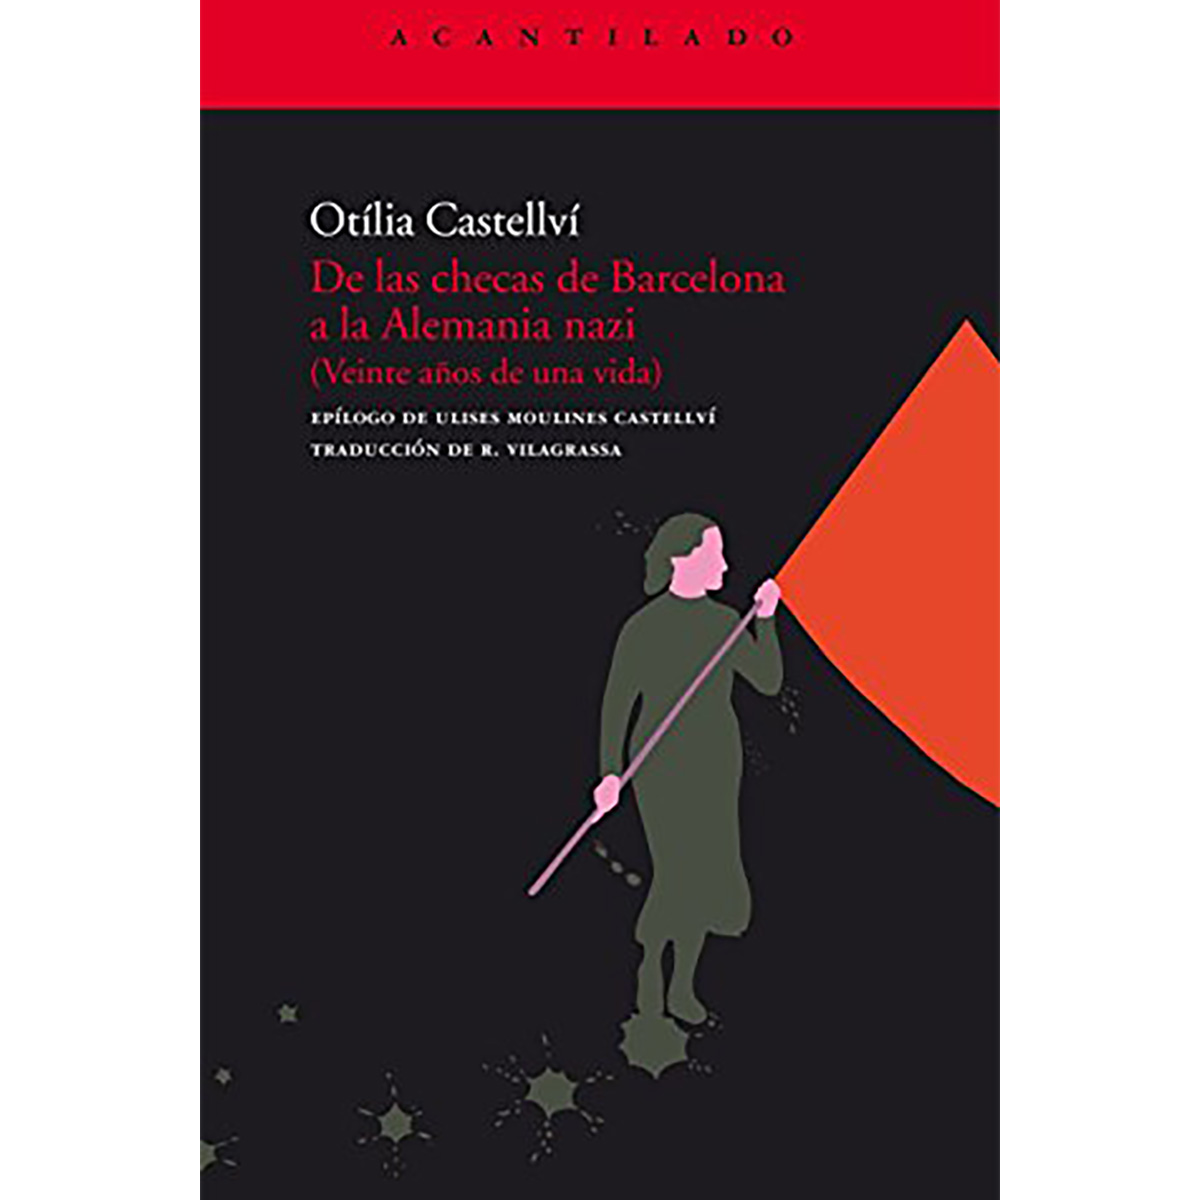 ACANTILADO
Otília Castellví
De las checas de Barcelona
a la Alemania nazi
(Veinte años de una vida)
EPÍLOGO DE ULISES MOULINES CASTELLVÍ
TRADUCCIÓN DE R. VILAGRASSA